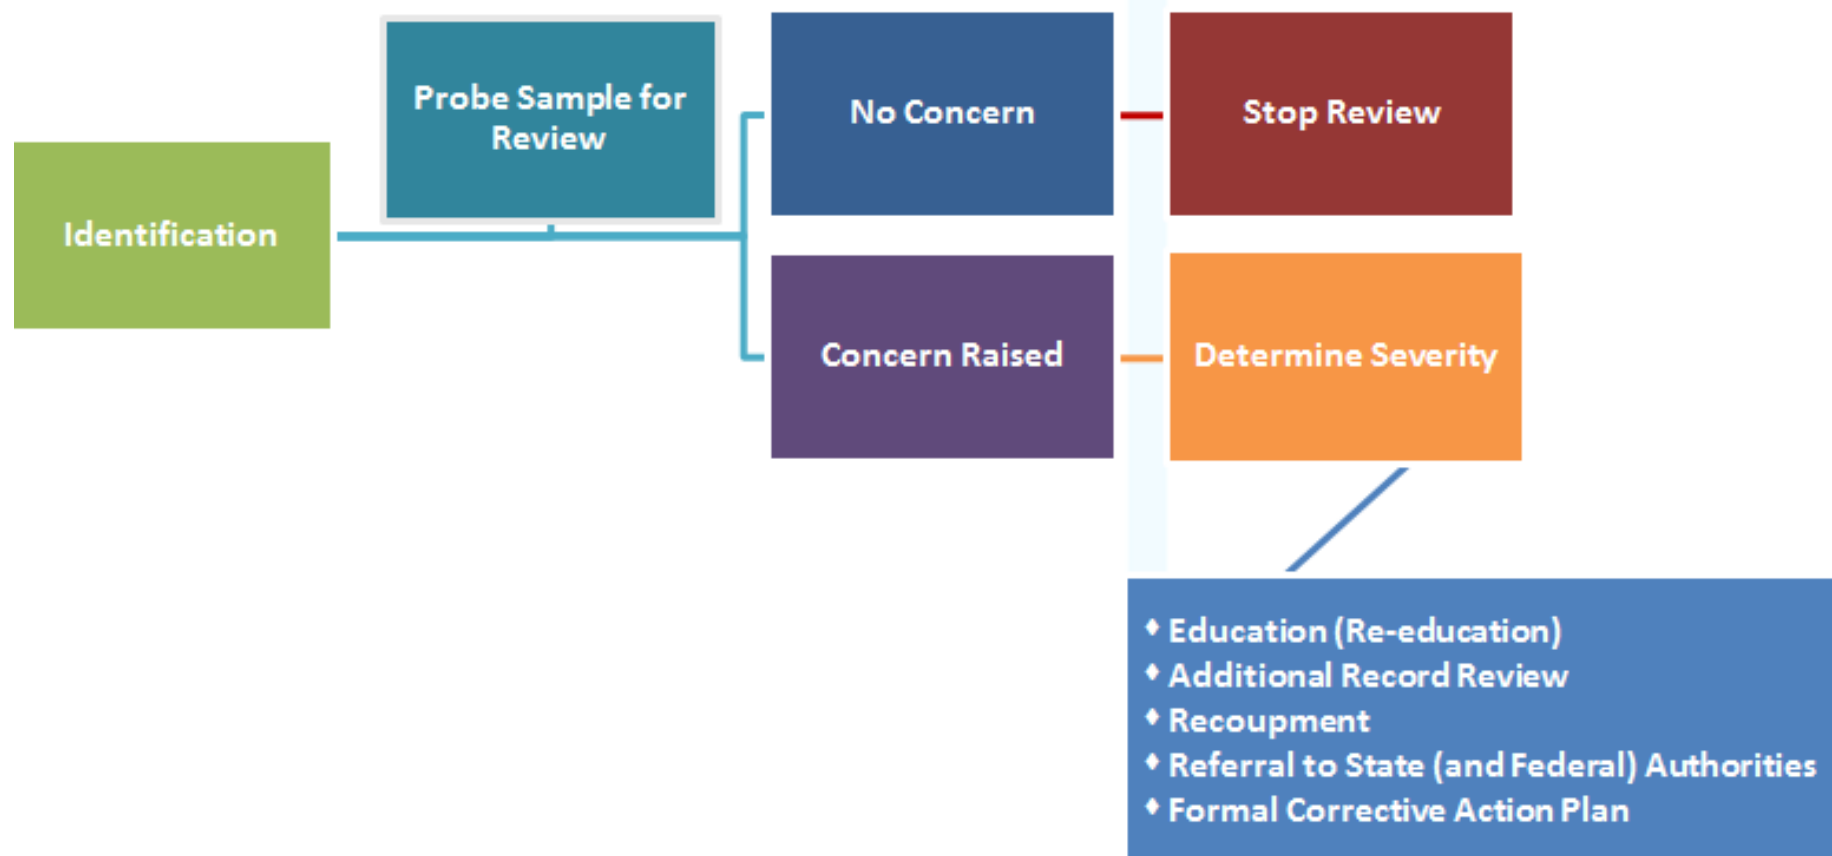 Probe Sample for
Review
No Concern
Stop Review
Identification
Concern Raised
Determine Severity
♦ Education (Re-education)
♦ Additional Record Review
♦ Recoupment
♦ Referral to State (and Federal) Authorities
♦ Formal Corrective Action Plan